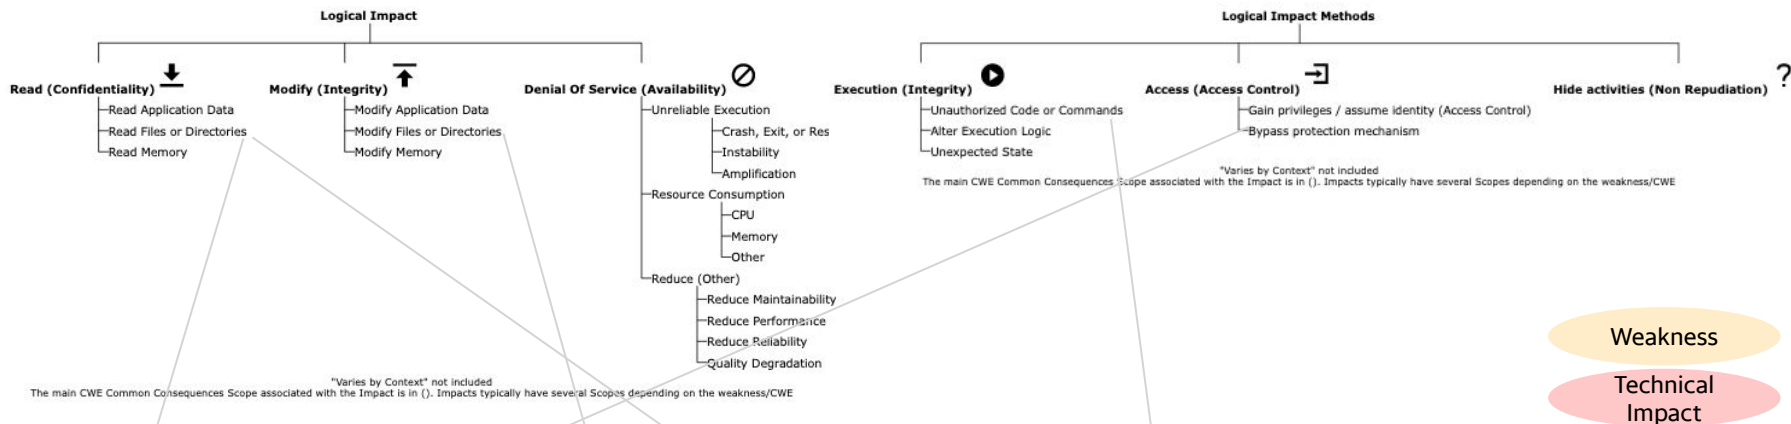 Logical Impact
Read (Confidentiality)
Read Application Data
Read Files or Directories
Read Memory
Modify (Integrity)
Modify Application Data
Modify Files or Directories
Modify Memory
Denial Of Service (Availability)
Unreliable Execution
Crash, Exit, or Res
Instability
Amplification
Resource Consumption
CPU
Memory
Other
Reduce (Other)
Reduce Maintainability
Reduce Performance
Reduce Reliability
Quality Degradation
"Varies by Context" not included
The main CWE Common Consequences Scope associated with the Impact is in (). Impacts typically have several Scopes depending on the weakness/CWE
Logical Impact Methods
Execution (Integrity)
Unauthorized Code or Commands
Alter Execution Logic
Unexpected State
Access (Access Control)
Gain privileges / assume identity (Access Control)
Bypass protection mechanism
Hide activities (Non Repudiation)
?
"Varies by Context" not included
The main CWE Common Consequences Scope associated with the Impact is in (). Impacts typically have several Scopes depending on the weakness/CWE
Weakness
Technical
Impact